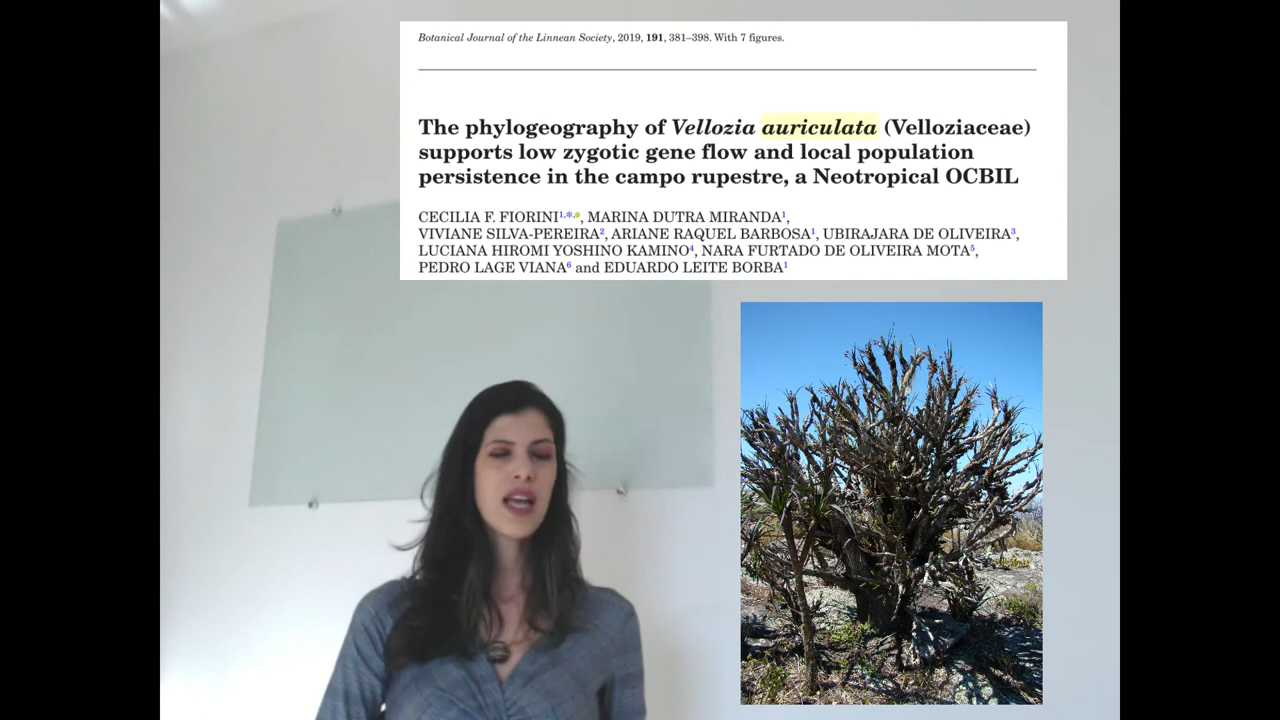 Botanical Journal of the Linnean Society, 2019, 191, 381–398. With 7 figures.
The phylogeography of Vellozia auriculata (Velloziaceae)
supports low zygotic gene flow and local population
persistence in the campo rupestre, a Neotropical OCBIL
CECILIA F. FIORINI1,*, MARINA DUTRA MIRANDA1,
VIVIANE SILVA-PEREIRA2, ARIANE RAQUEL BARBOSA1, UBIRAJARA DE OLIVEIRA3,
LUCIANA HIROMI YOSHINO KAMINO4, NARA FURTADO DE OLIVEIRA MOTA5,
PEDRO LAGE VIANA6 and EDUARDO LEITE BORBA1